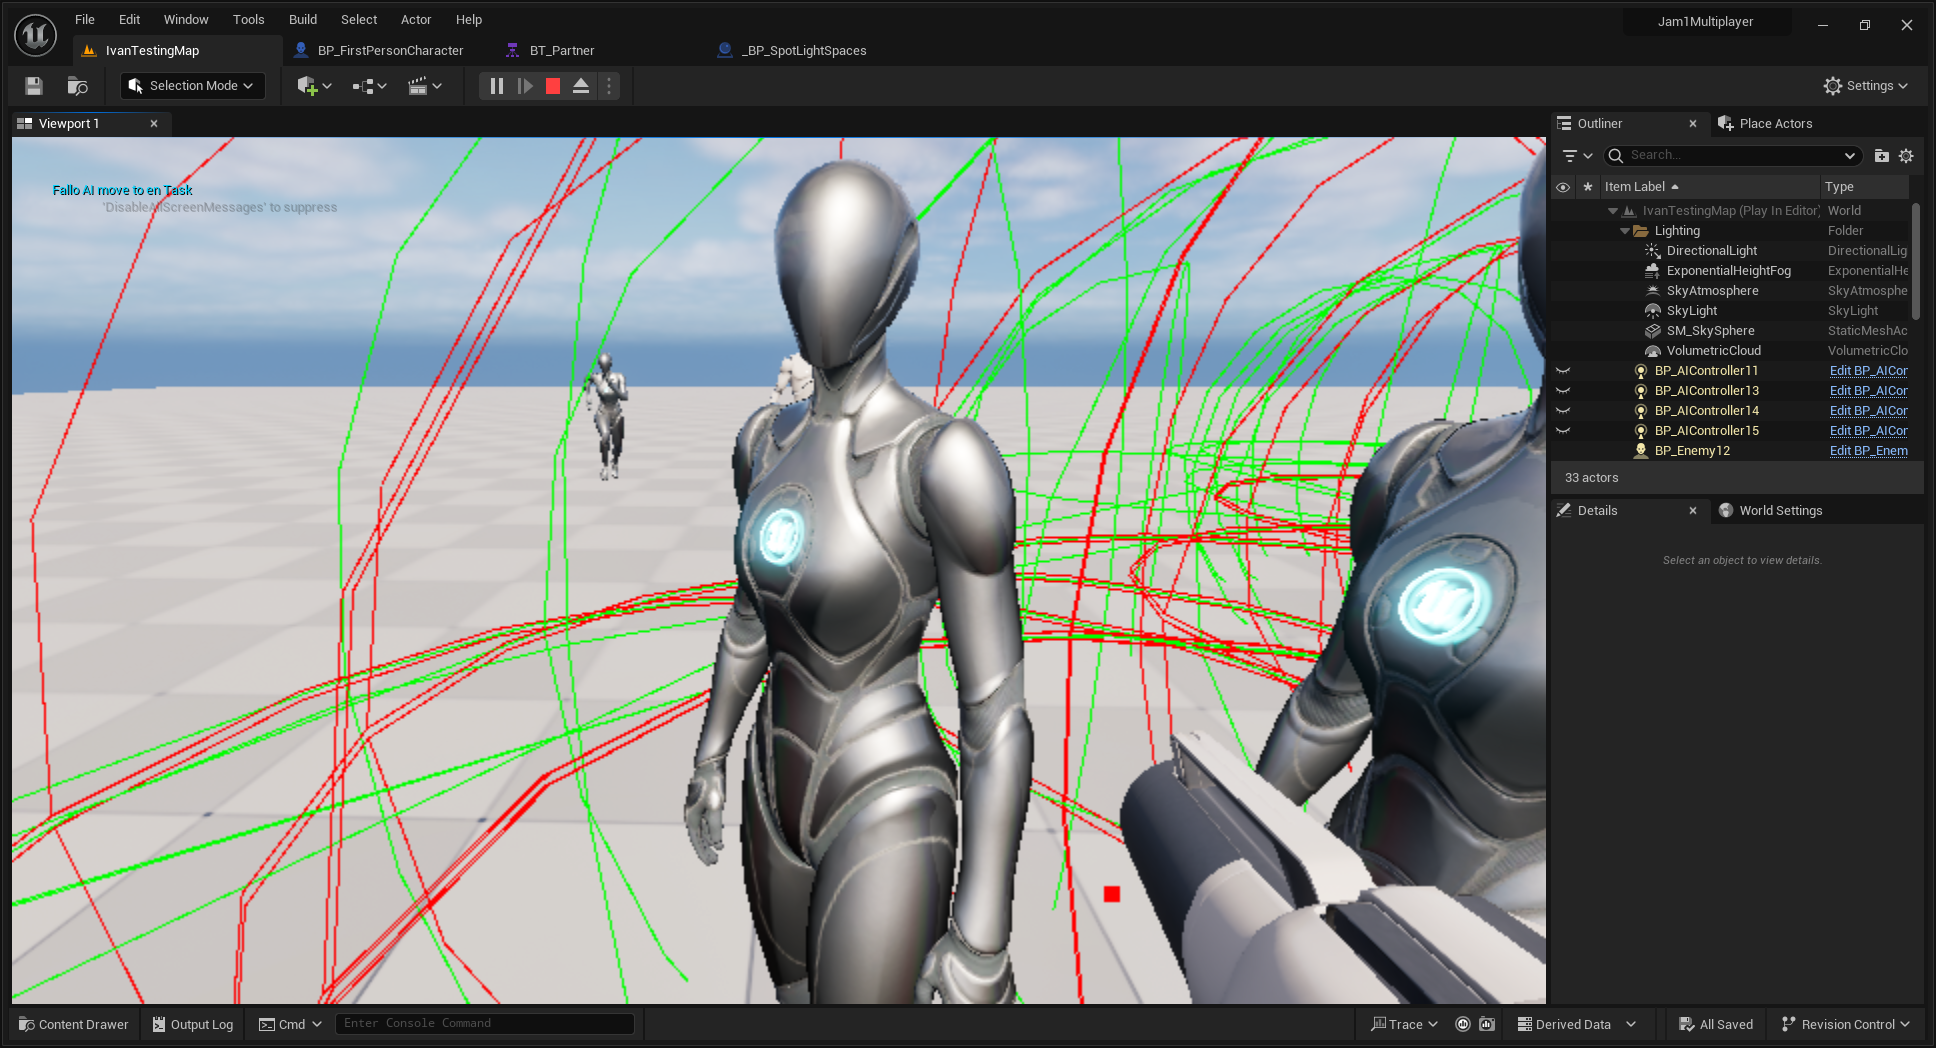 File Edit Window Tools Build Select Actor Help
Jam1Multiplayer
IvanTestingMap
BP_FirstPersonCharacter
BT_Partner
_BP_SpotLightSpaces
Selection Mode
Settings
Viewport 1
Outliner
Place Actors
Fallo AI move to en Task
'DisableAllScreenMessages' to suppress
Search...
Item Label Type
IvanTestingMap (Play In Editor) World
Lighting Folder
DirectionalLight DirectionalLig
ExponentialHeightFog ExponentialHe
SkyAtmosphere SkyAtmosphe
SkyLight SkyLight
SM_SkySphere StaticMeshAc
VolumetricCloud VolumetricClo
BP_AIController11 Edit BP_AICor
BP_AIController13 Edit BP_AICor
BP_AIController14 Edit BP_AICor
BP_AIController15 Edit BP_AICor
BP_Enemy12 Edit BP_Enem
33 actors
Details
World Settings
Select an object to view details.
Content Drawer
Output Log
Cmd
Enter Console Command
Trace
Derived Data
All Saved
Revision Control